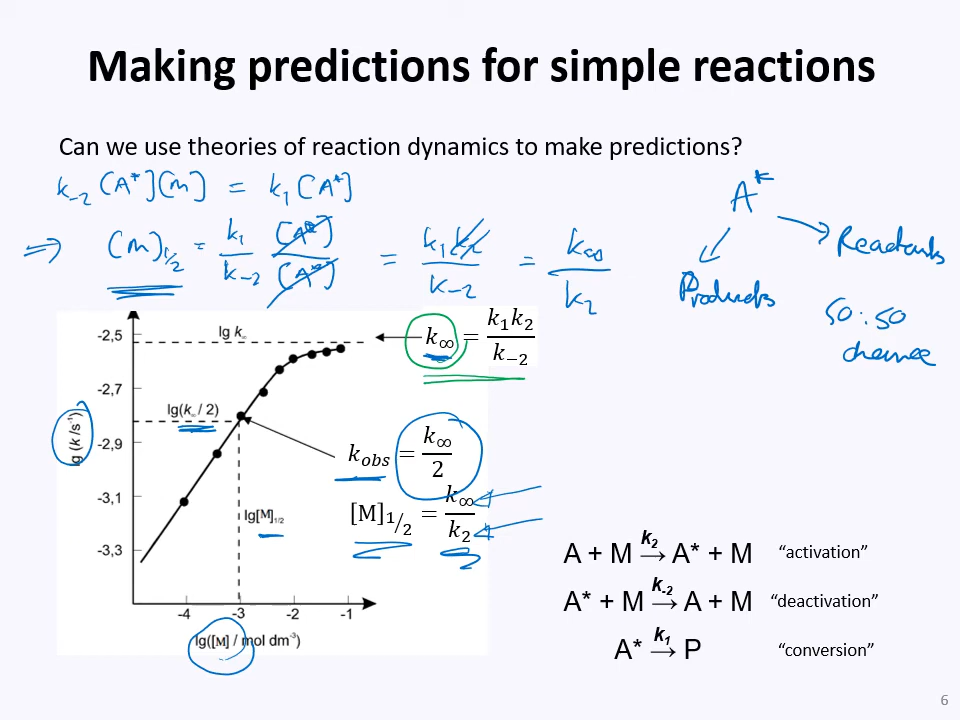 Making predictions for simple reactions
Can we use theories of reaction dynamics to make predictions?
k₋₂ [A*][M] = k₁ [A*]
⇒ [M]₁/₂ = k₁/k₋₂ [A*]/[A*] = k₁k₂/k₋₂ = k∞/k₂
A*
Reactants
Products
50:50
chance
lg k∞
k∞ = k₁k₂/k₋₂
-2,5
-2,7
lg(k∞/2)
-2,9
-3,1
-3,3
lg (k /s⁻¹)
k_obs = k∞/2
[M]₁/₂ = k∞/k₂
lg[M]₁/₂
-4 -3 -2 -1
lg([M] / mol dm⁻³)
A + M →k₂ A* + M “activation”
A* + M →k₋₂ A + M “deactivation”
A* →k₁ P “conversion”
6